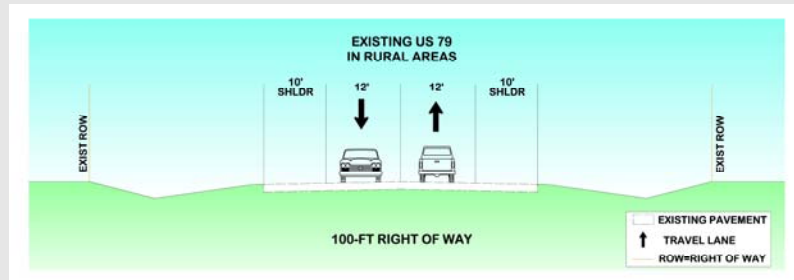 EXISTING US 79
IN RURAL AREAS
10'
SHLDR
12'
12'
10'
SHLDR
EXIST ROW
EXIST ROW
100-FT RIGHT OF WAY
EXISTING PAVEMENT
TRAVEL LANE
ROW=RIGHT OF WAY